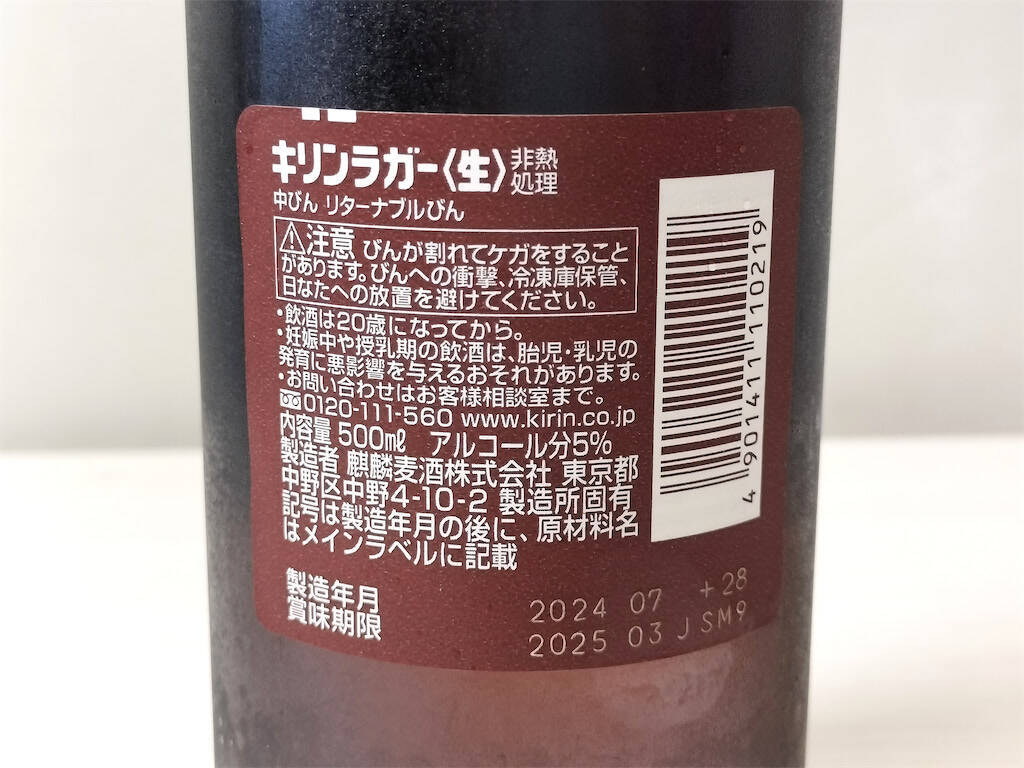 キリンラガー〈生〉非熱処理
中びん リターナブルびん
⚠注意 びんが割れてケガをすること
があります。びんへの衝撃、冷凍庫保管、
日なたへの放置を避けてください。
・飲酒は20歳になってから。
・妊娠中や授乳期の飲酒は、胎児・乳児の
発育に悪影響を与えるおそれがあります。
・お問い合わせはお客様相談室まで。
0120-111-560 www.kirin.co.jp
内容量 500㎖ アルコール分5%
製造者 麒麟麦酒株式会社 東京都
中野区中野4-10-2 製造所固有
記号は製造年月の後に、原材料名
はメインラベルに記載
製造年月 2024 07 +28
賞味期限 2025 03 J SM9
4 901411 110219